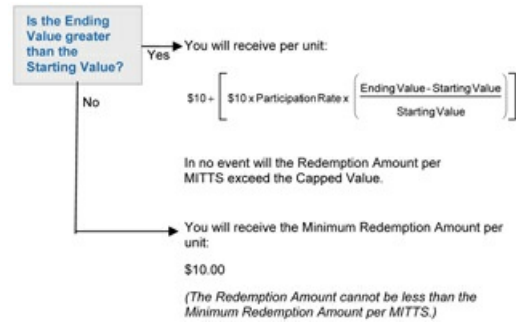 Is the Ending
Value greater
than the
Starting Value?
Yes
You will receive per unit:
$10 + [ $10 x Participation Rate x ( Ending Value - Starting Value
Starting Value ) ]
In no event will the Redemption Amount per
MITTS exceed the Capped Value.
No
You will receive the Minimum Redemption Amount per
unit:
$10.00
(The Redemption Amount cannot be less than the
Minimum Redemption Amount per MITTS.)